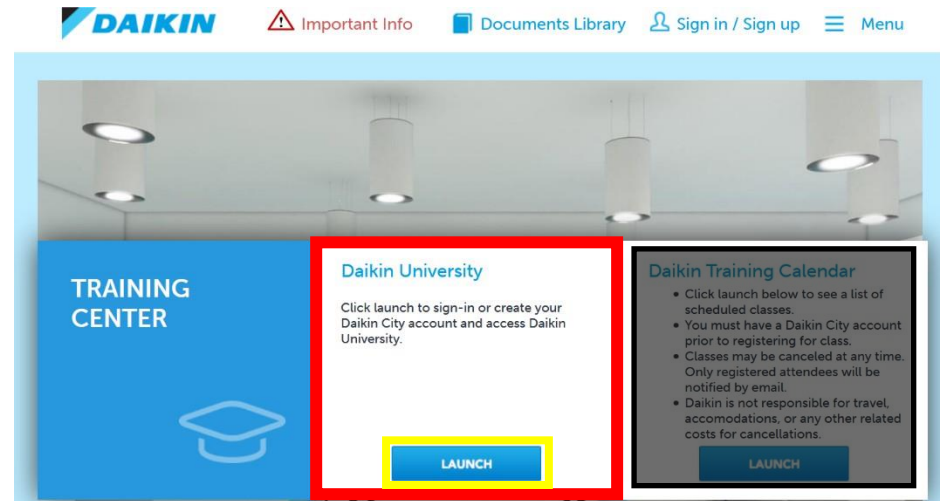 DAIKIN
Important Info
Documents Library
Sign in / Sign up
Menu
TRAINING
CENTER
Daikin University
Click launch to sign-in or create your
Daikin City account and access Daikin
University.
LAUNCH
Daikin Training Calendar
• Click launch below to see a list of
scheduled classes.
• You must have a Daikin City account
prior to registering for class.
• Classes may be canceled at any time.
Only registered attendees will be
notified by email.
• Daikin is not responsible for travel,
accomodations, or any other related
costs for cancellations.
LAUNCH